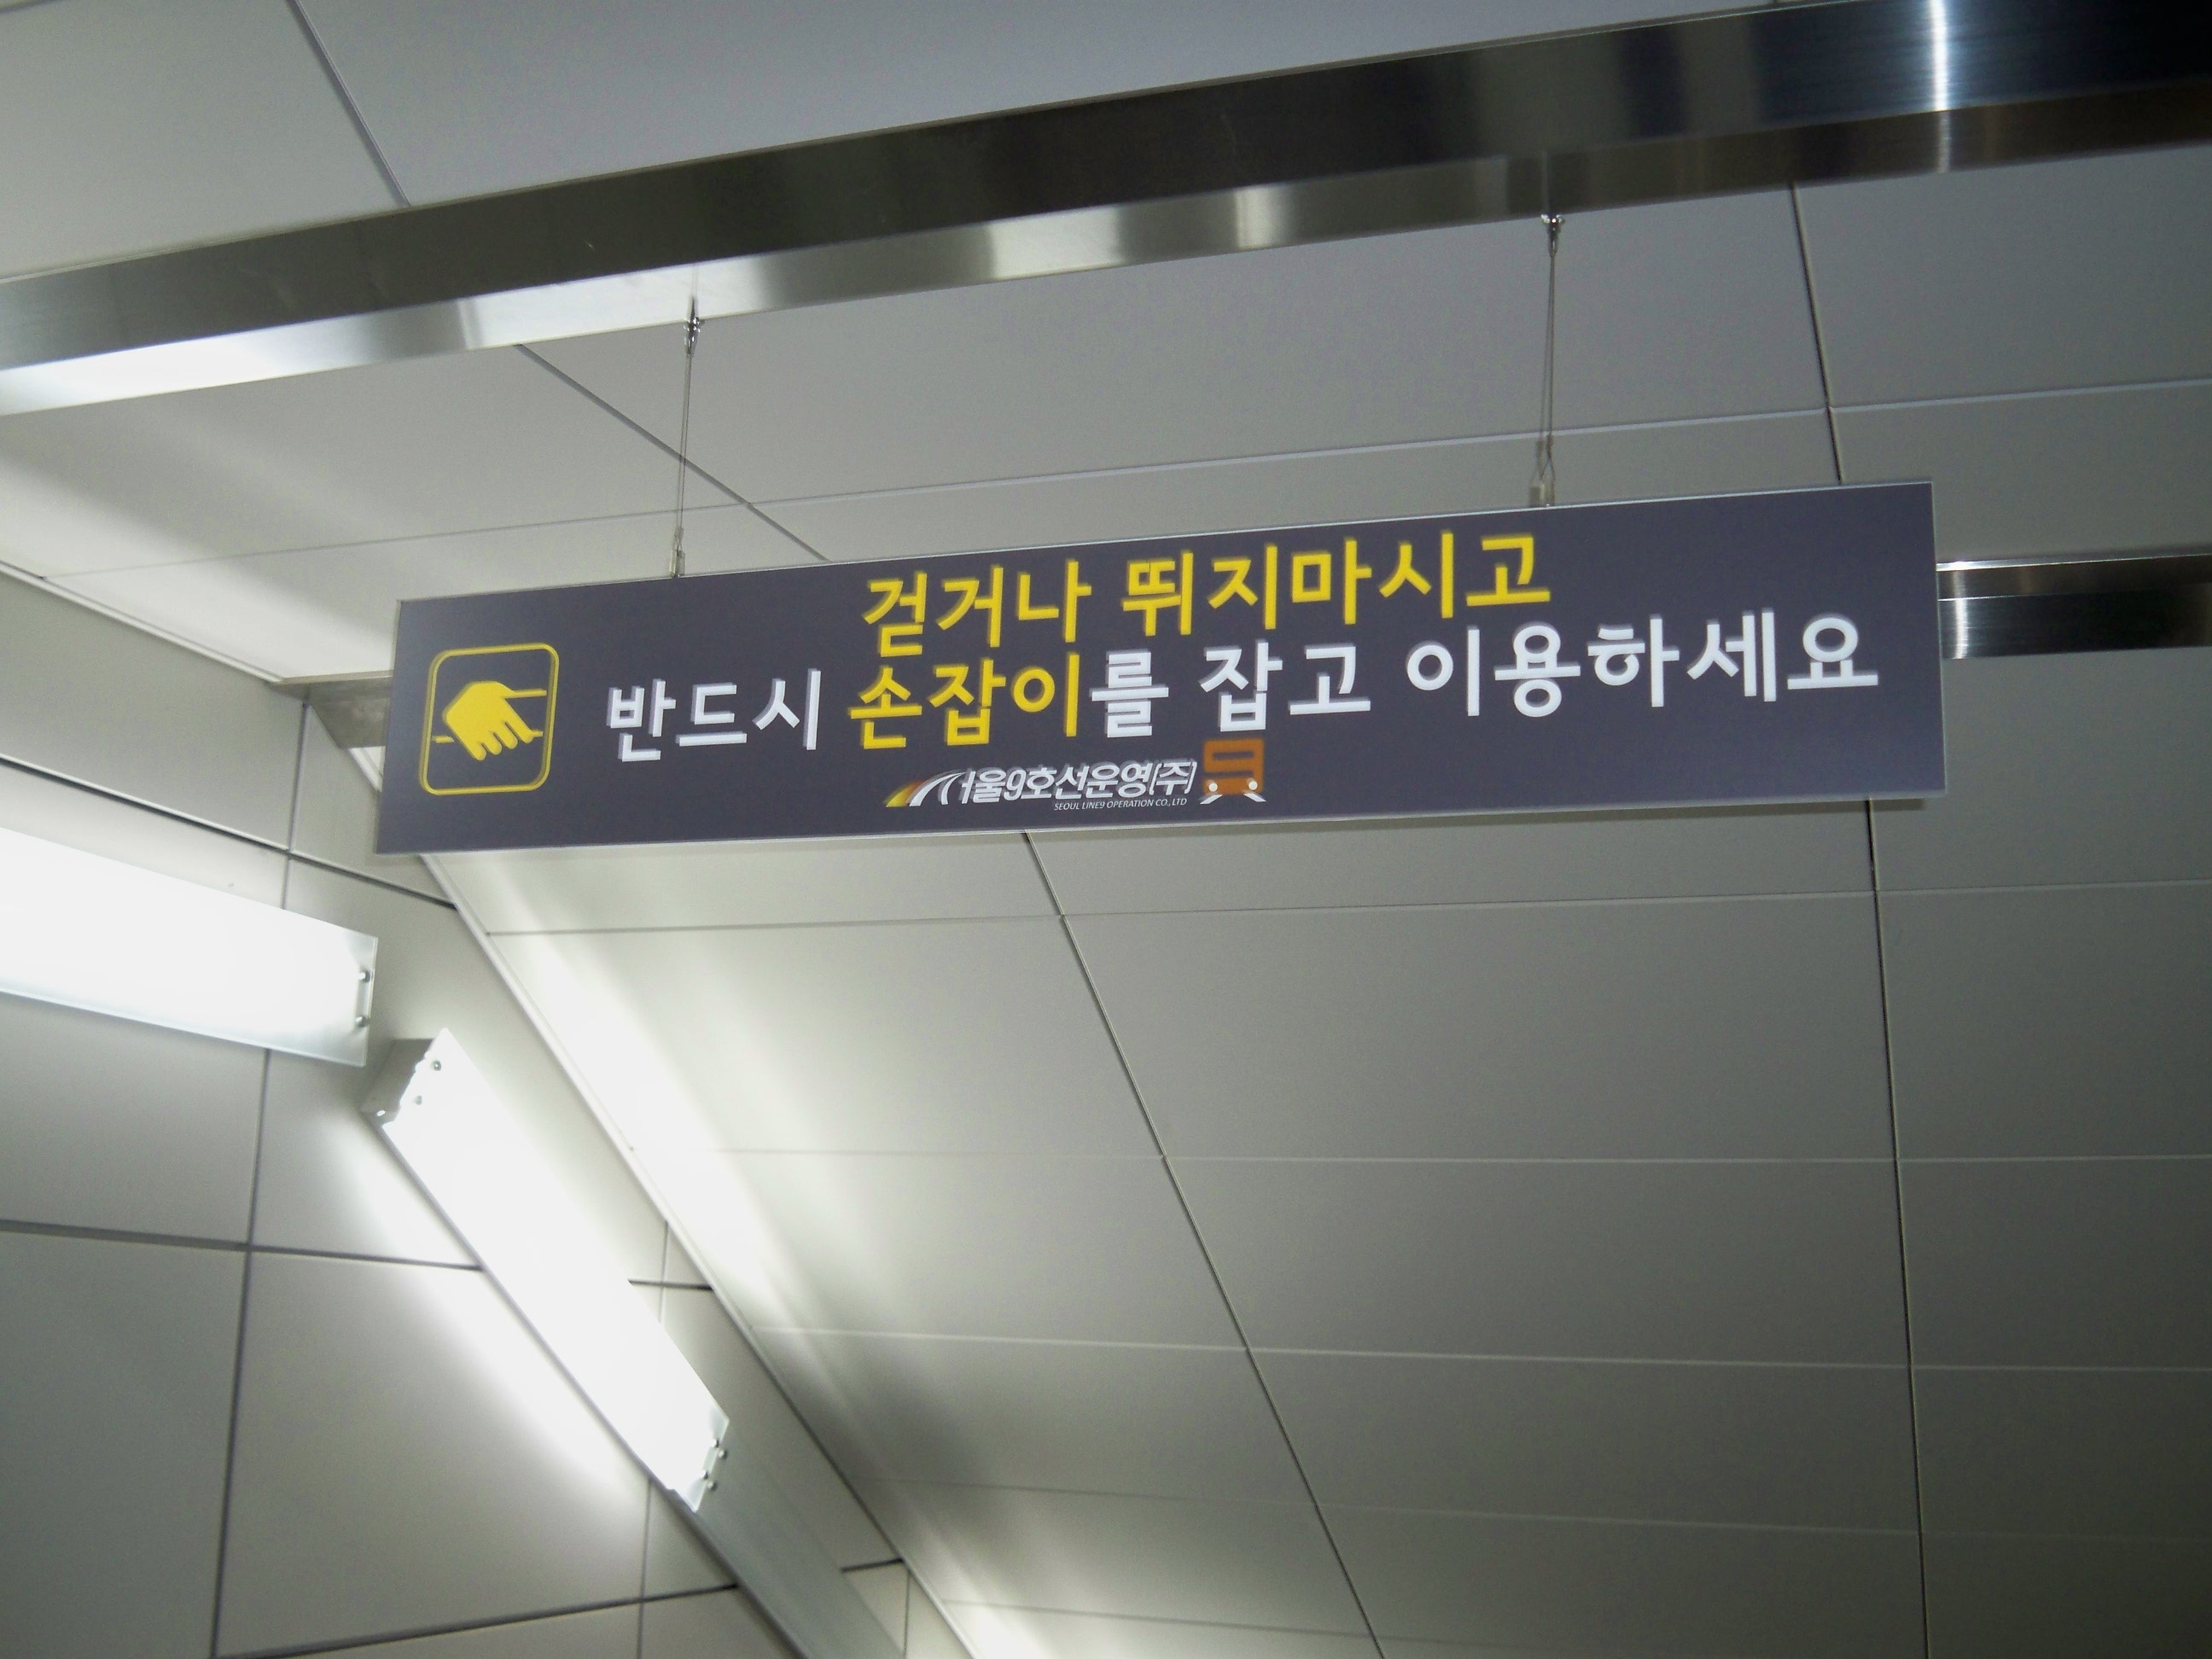 걷거나 뛰지마시고
반드시 손잡이를 잡고 이용하세요
서울9호선운영(주)
SEOUL LINE9 OPERATION CO., LTD